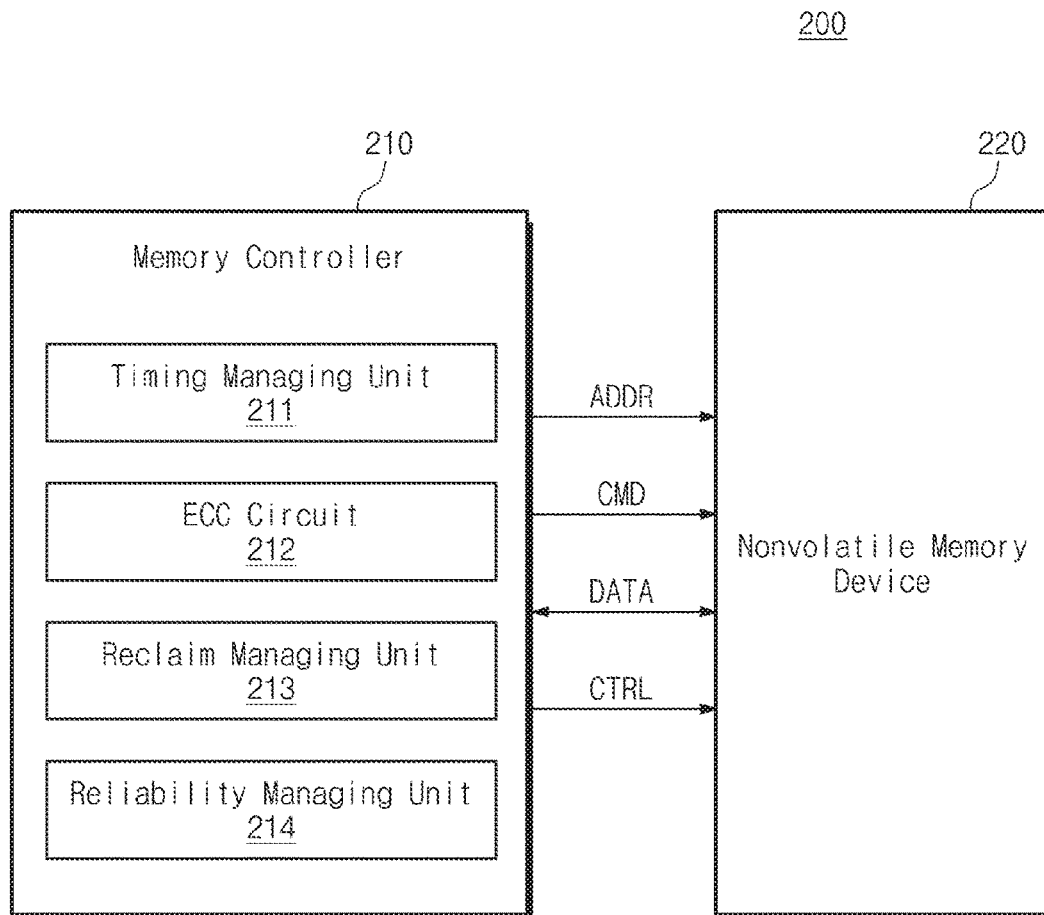 200
210
220
Memory Controller
Timing Managing Unit
211
ECC Circuit
212
Reclaim Managing Unit
213
Reliability Managing Unit
214
ADDR
CMD
DATA
CTRL
Nonvolatile Memory
Device